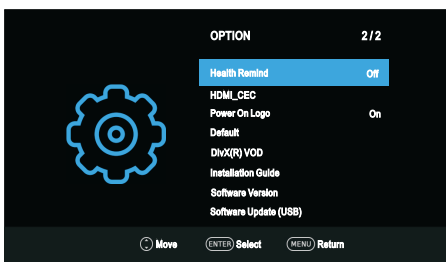 OPTION 2/2
Health Remind Off
HDMI_CEC
Power On Logo On
Default
DivX(R) VOD
Installation Guide
Software Version
Software Update (USB)
Move ENTER Select MENU Return